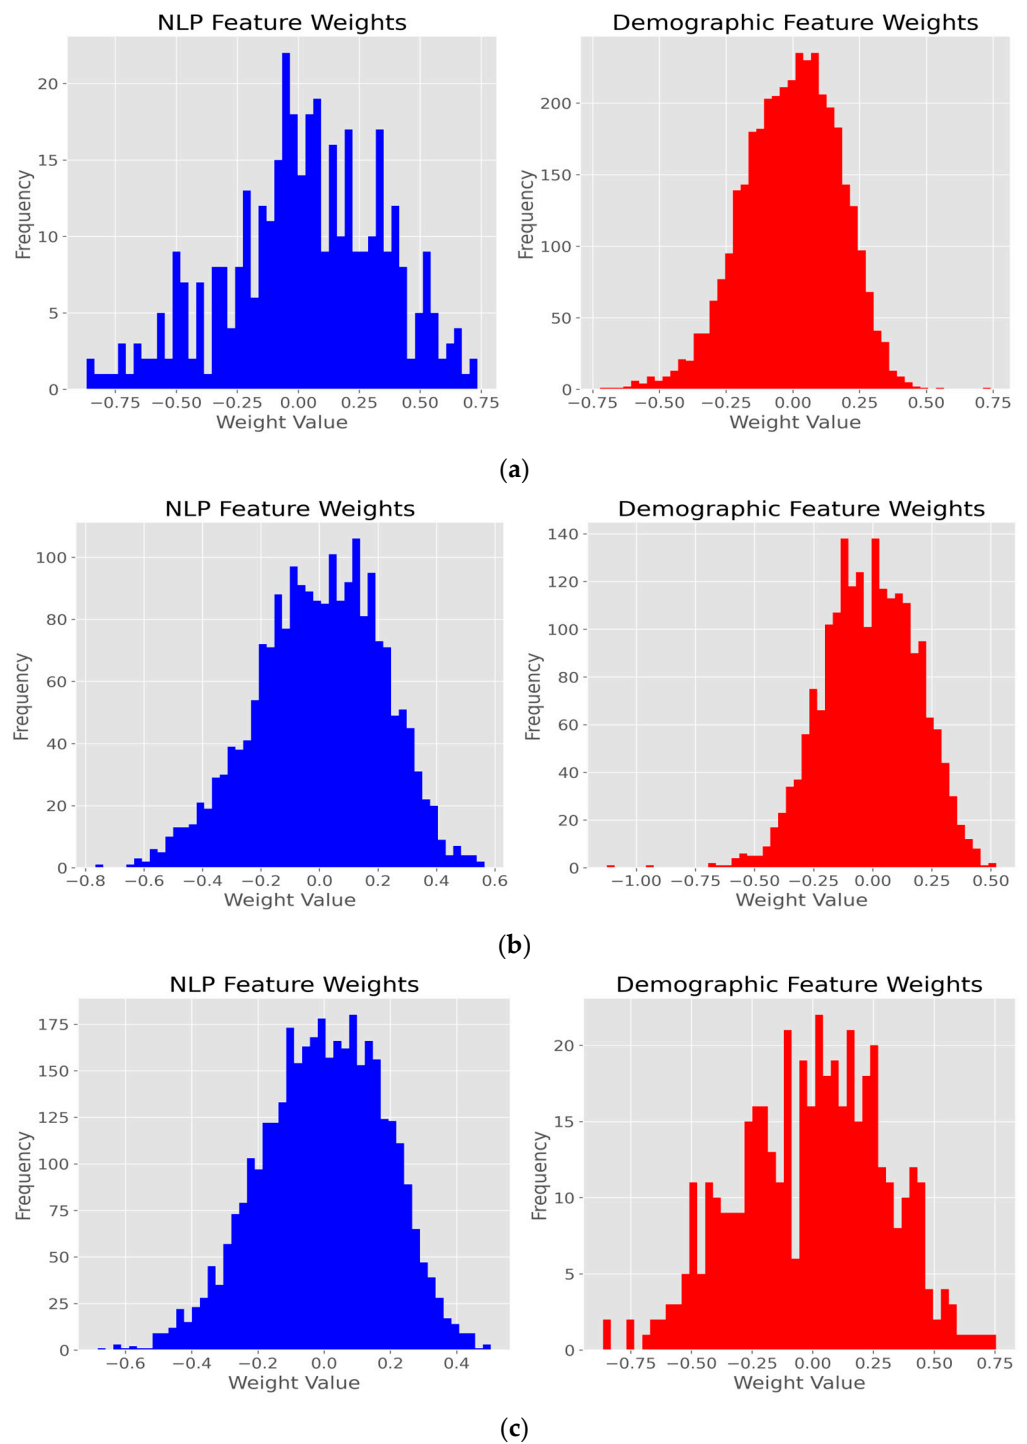 NLP Feature Weights
Frequency
20
15
10
5
0
−0.75 −0.50 −0.25 0.00 0.25 0.50 0.75
Weight Value
Demographic Feature Weights
Frequency
200
150
100
50
0
−0.75 −0.50 −0.25 0.00 0.25 0.50 0.75
Weight Value
(a)
NLP Feature Weights
Frequency
100
80
60
40
20
0
−0.8 −0.6 −0.4 −0.2 0.0 0.2 0.4 0.6
Weight Value
Demographic Feature Weights
Frequency
140
120
100
80
60
40
20
0
−1.00 −0.75 −0.50 −0.25 0.00 0.25 0.50
Weight Value
(b)
NLP Feature Weights
Frequency
175
150
125
100
75
50
25
0
−0.6 −0.4 −0.2 0.0 0.2 0.4
Weight Value
Demographic Feature Weights
Frequency
20
15
10
5
0
−0.75 −0.50 −0.25 0.00 0.25 0.50 0.75
Weight Value
(c)